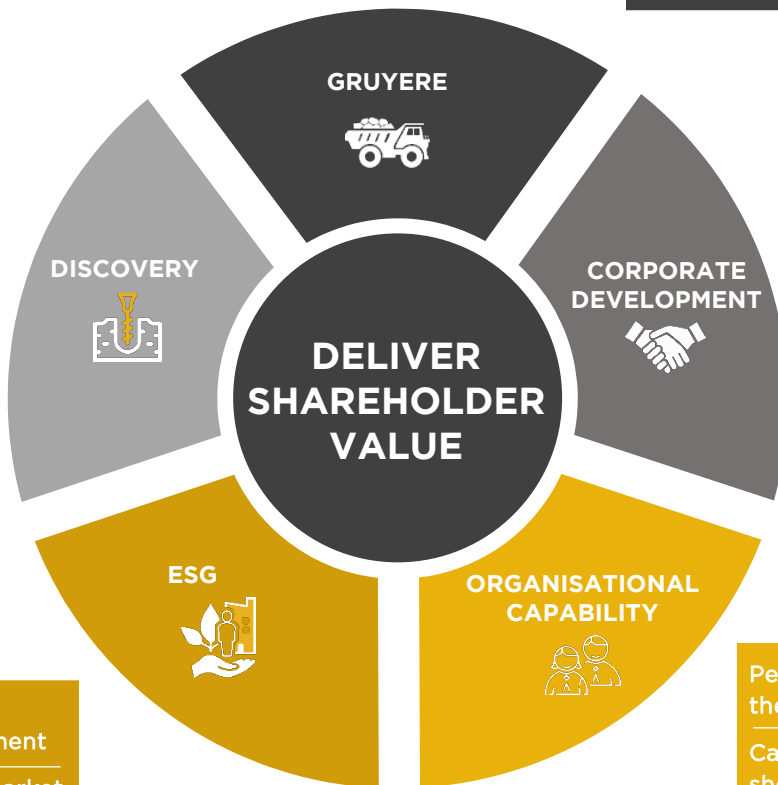 GRUYERE
DISCOVERY
CORPORATE
DEVELOPMENT
DELIVER
SHAREHOLDER
VALUE
ESG
ORGANISATIONAL
CAPABILITY